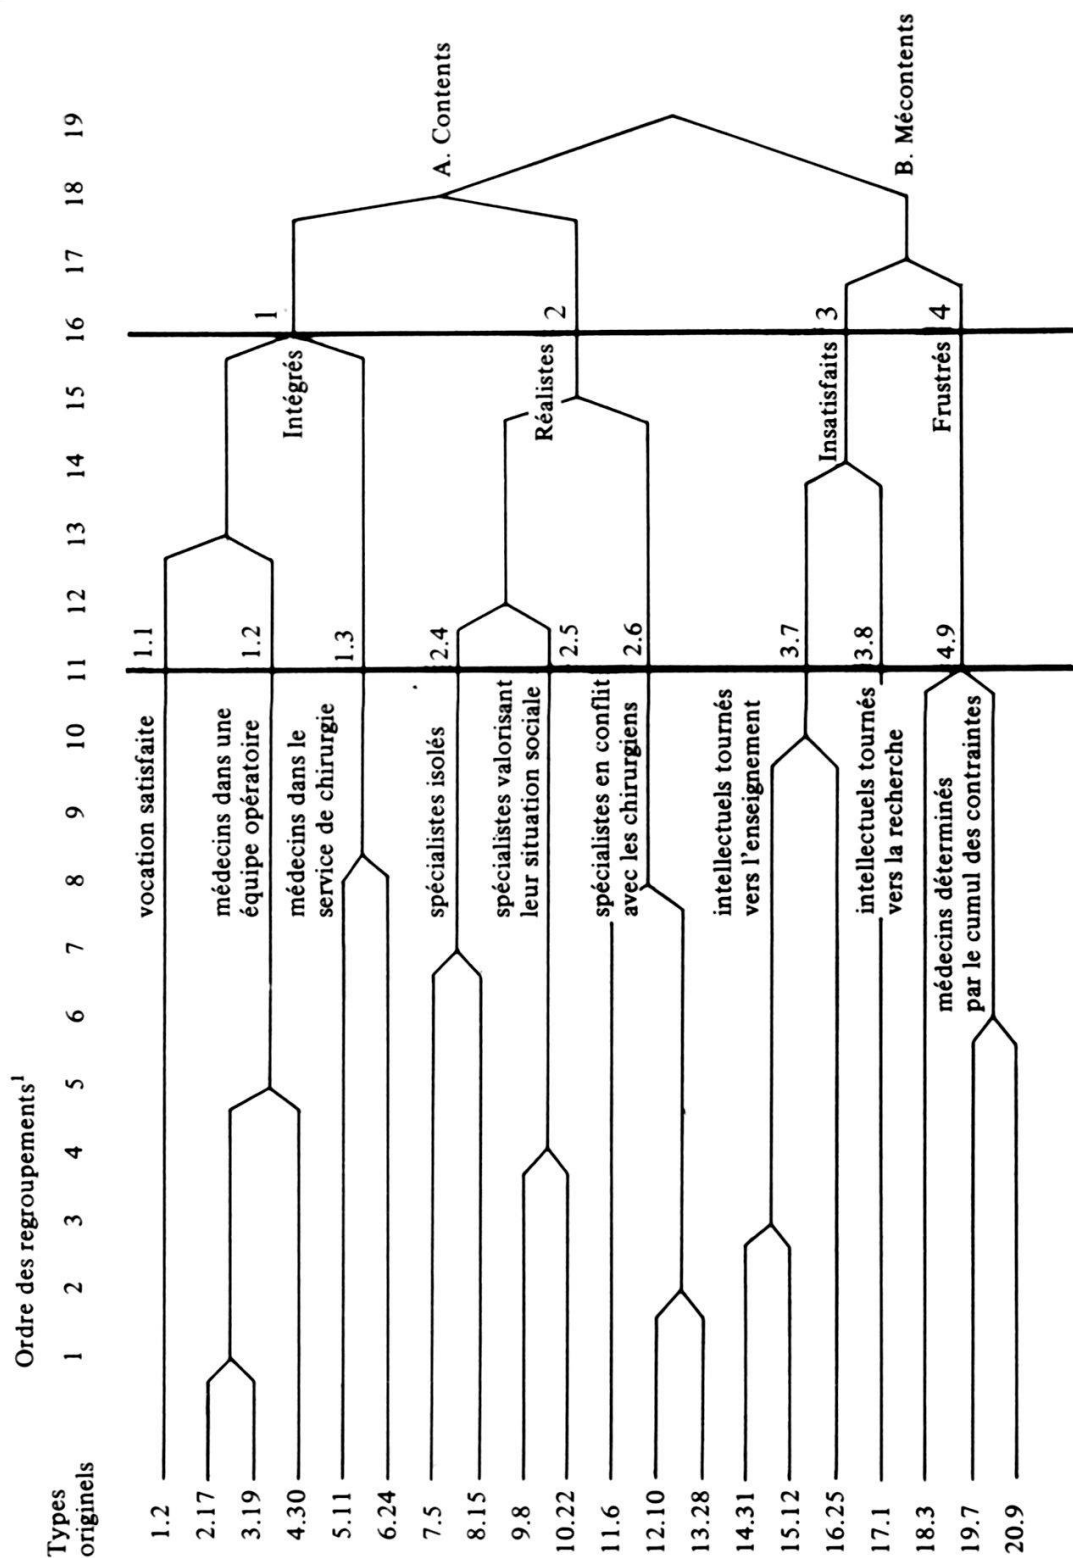 Ordre des regroupements¹
Types
originels
1 2 3 4 5 6 7 8 9 10 11 12 13 14 15 16 17 18 19
1.2
2.17
3.19
4.30
5.11
6.24
7.5
8.15
9.8
10.22
11.6
12.10
13.28
14.31
15.12
16.25
17.1
18.3
19.7
20.9
vocation satisfaite
1.1
médecins dans une
équipe opératoire
1.2
médecins dans le
service de chirurgie
1.3
spécialistes isolés
2.4
spécialistes valorisant
leur situation sociale
2.5
spécialistes en conflit
avec les chirurgiens
2.6
intellectuels tournés
vers l'enseignement
3.7
intellectuels tournés
vers la recherche
3.8
médecins déterminés
par le cumul des contraintes
4.9
Intégrés
1
Réalistes
2
Insatisfaits
3
Frustrés
4
A. Contents
B. Mécontents